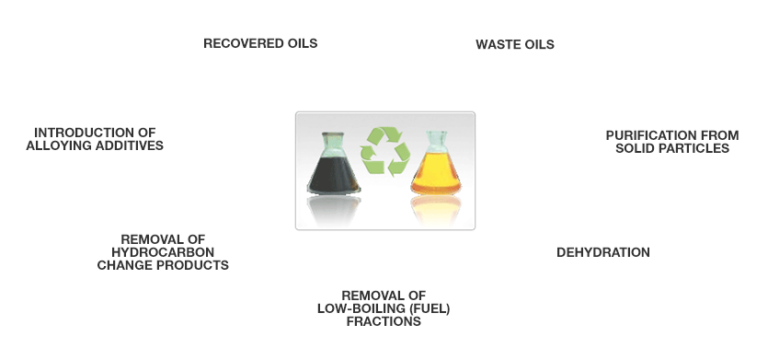 RECOVERED OILS
WASTE OILS
INTRODUCTION OF
ALLOYING ADDITIVES
PURIFICATION FROM
SOLID PARTICLES
REMOVAL OF
HYDROCARBON
CHANGE PRODUCTS
DEHYDRATION
REMOVAL OF
LOW-BOILING (FUEL)
FRACTIONS